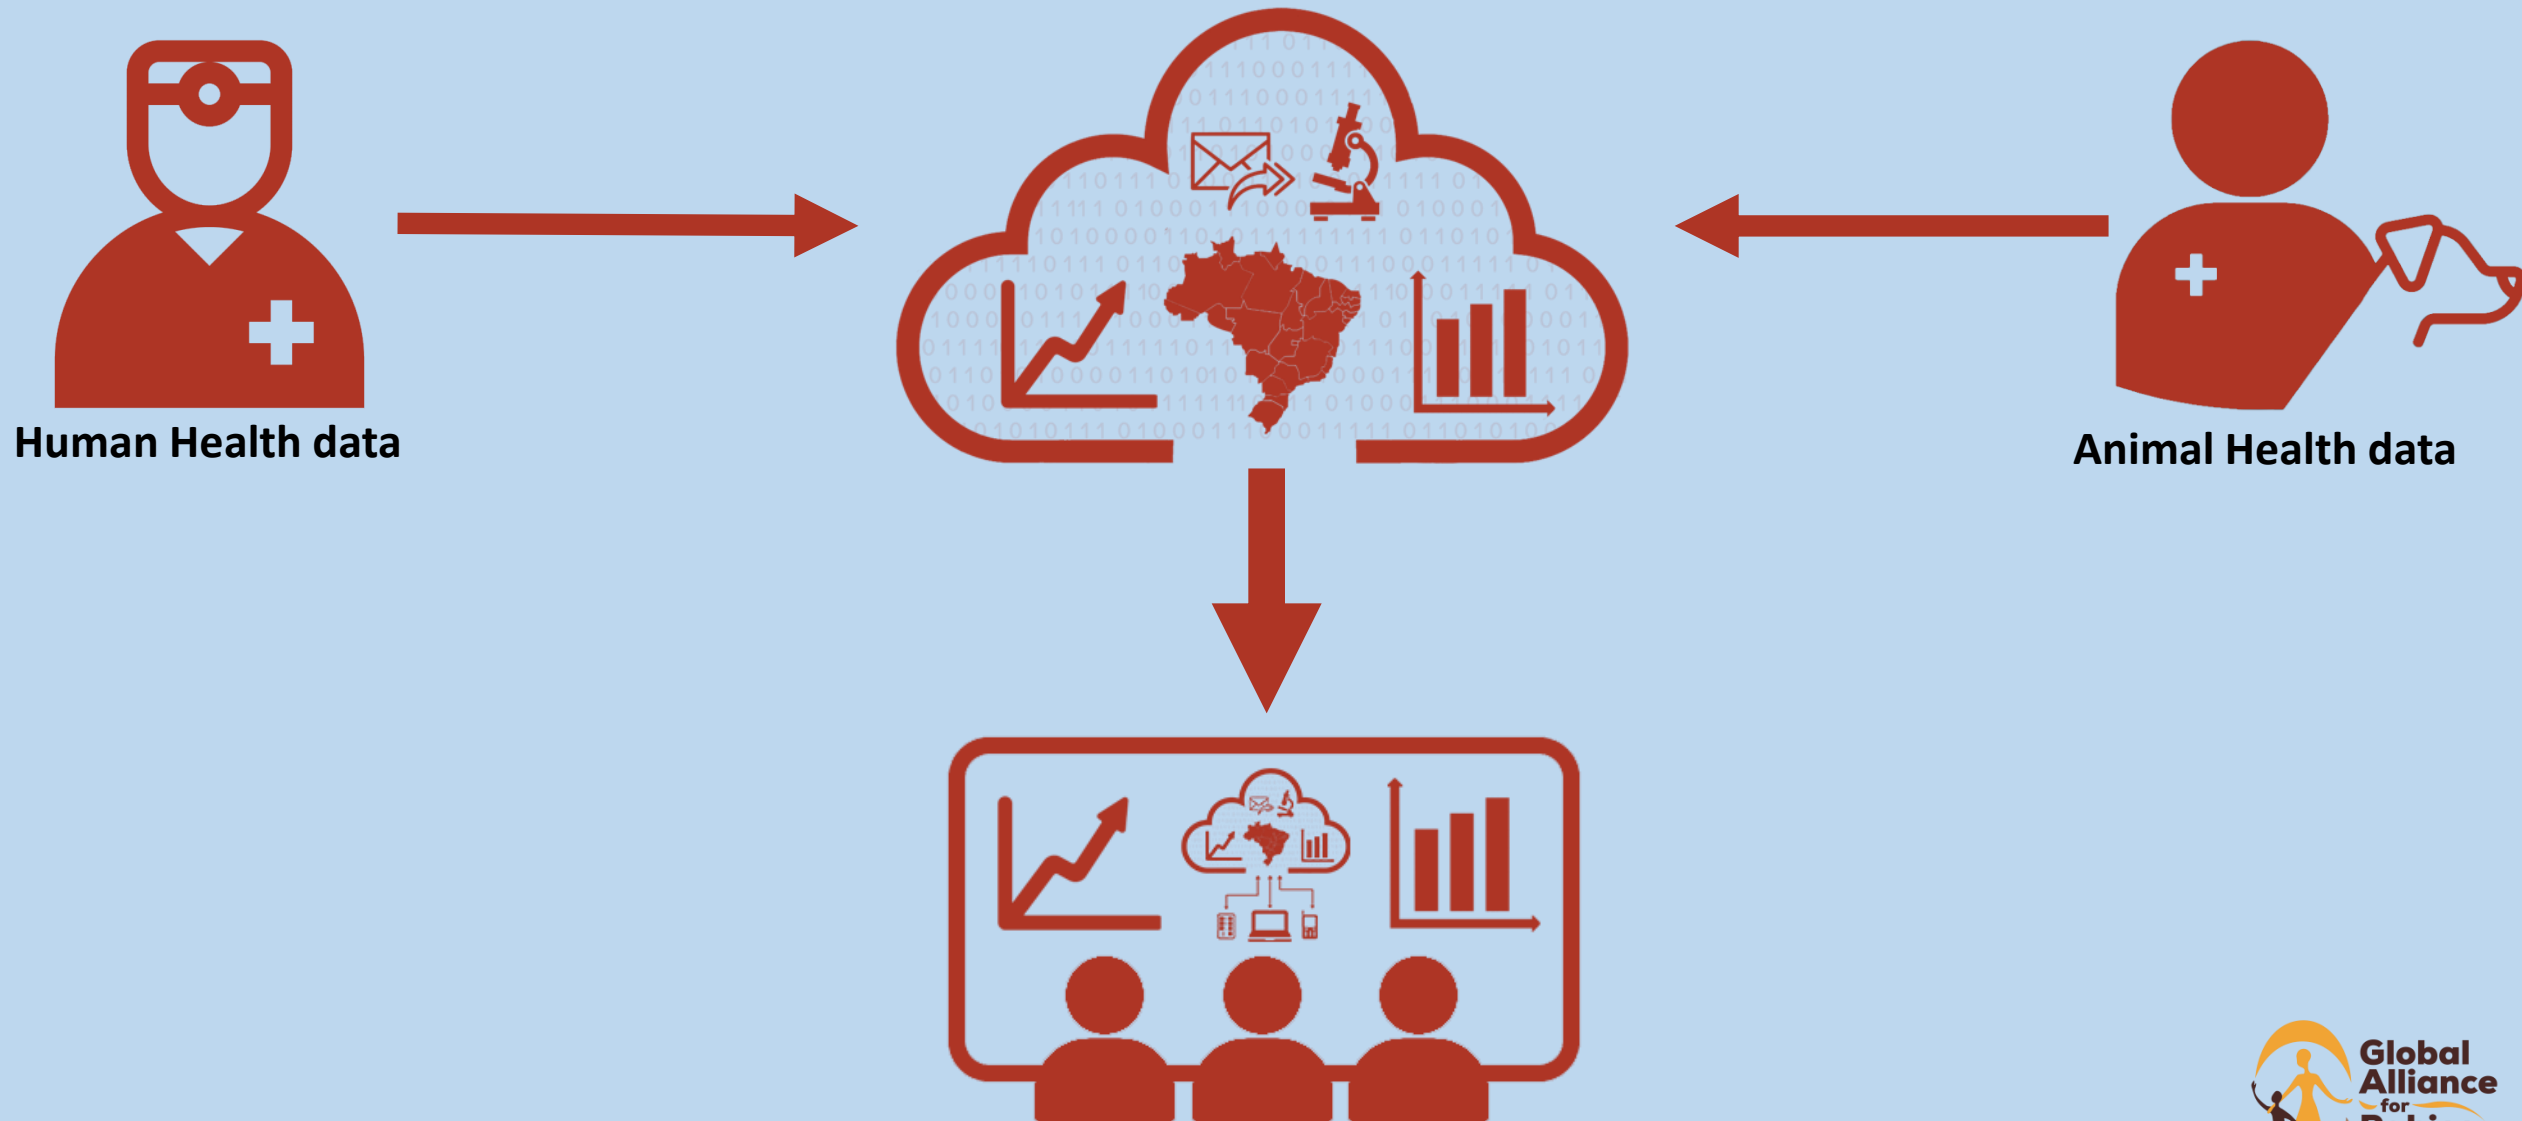 Human Health data
Animal Health data
Global
Alliance
for